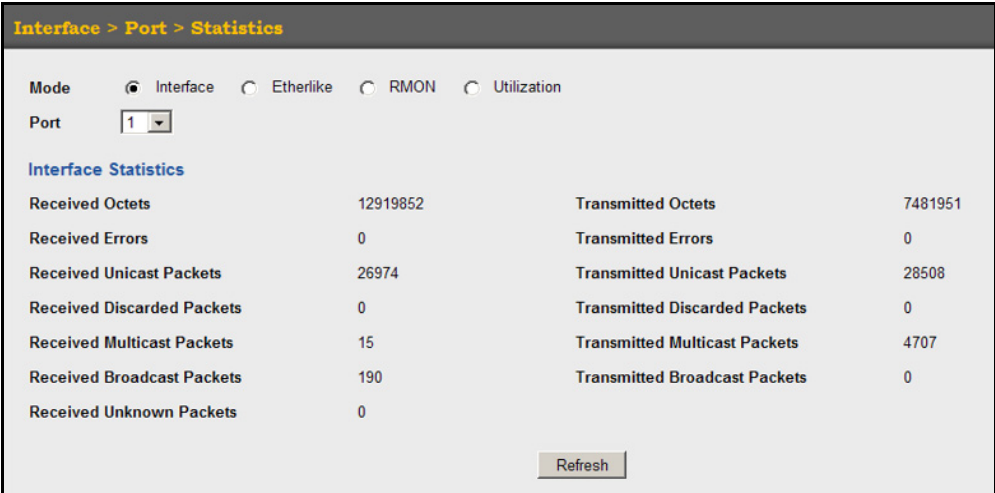 Interface > Port > Statistics
Mode Interface Etherlike RMON Utilization
Port 1
Interface Statistics
Received Octets 12919852 Transmitted Octets 7481951
Received Errors 0 Transmitted Errors 0
Received Unicast Packets 26974 Transmitted Unicast Packets 28508
Received Discarded Packets 0 Transmitted Discarded Packets 0
Received Multicast Packets 15 Transmitted Multicast Packets 4707
Received Broadcast Packets 190 Transmitted Broadcast Packets 0
Received Unknown Packets 0
Refresh